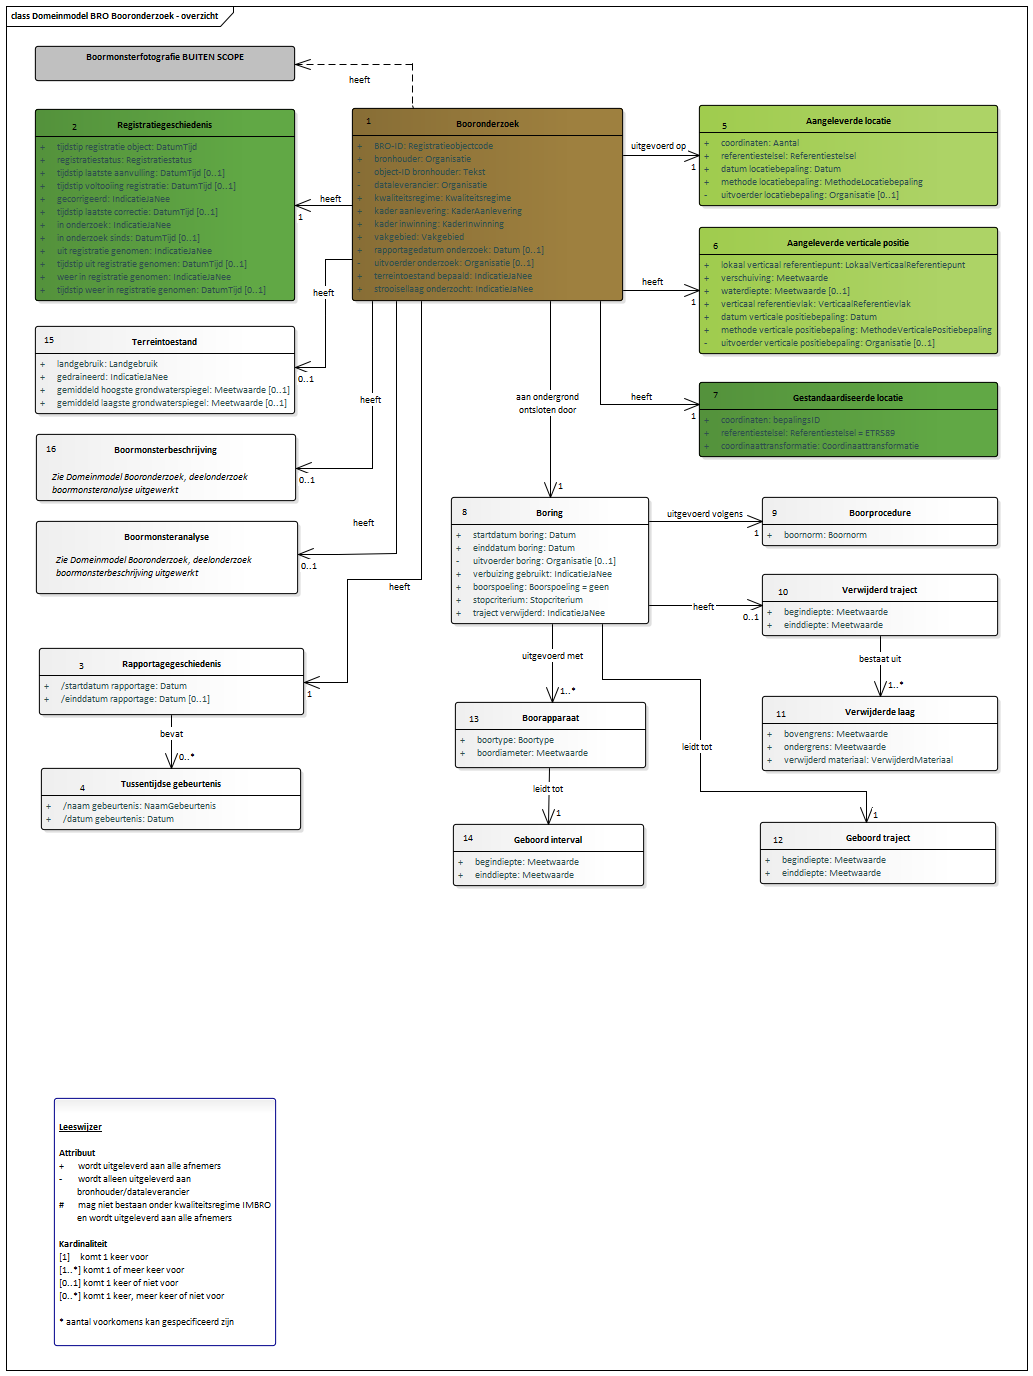 class Domeinmodel BRO Booronderzoek - overzicht
Boormonsterfotografie BUITEN SCOPE
heeft
2 Registratiegeschiedenis
+ tijdstip registratie object: DatumTijd
+ registratiestatus: Registratiestatus
+ tijdstip laatste aanvulling: DatumTijd [0..1]
+ tijdstip voltooiing registratie: DatumTijd [0..1]
+ gecorrigeerd: IndicatieJaNee
+ tijdstip laatste correctie: DatumTijd [0..1]
+ in onderzoek: IndicatieJaNee
+ in onderzoek sinds: DatumTijd [0..1]
+ uit registratie genomen: IndicatieJaNee
+ tijdstip uit registratie genomen: DatumTijd [0..1]
+ weer in registratie genomen: IndicatieJaNee
+ tijdstip weer in registratie genomen: DatumTijd [0..1]
heeft
1
1 Booronderzoek
+ BRO-ID: Registratieobjectcode
+ bronhouder: Organisatie
- object-ID bronhouder: Tekst
- dataleverancier: Organisatie
+ kwaliteitsregime: Kwaliteitsregime
+ kader aanlevering: KaderAanlevering
+ kader inwinning: KaderInwinning
+ vakgebied: Vakgebied
+ rapportagedatum onderzoek: Datum [0..1]
- uitvoerder onderzoek: Organisatie [0..1]
+ terreintoestand bepaald: IndicatieJaNee
+ strooisellaag onderzocht: IndicatieJaNee
uitgevoerd op
1
5 Aangeleverde locatie
+ coordinaten: Aantal
+ referentiestelsel: Referentiestelsel
+ datum locatiebepaling: Datum
+ methode locatiebepaling: MethodeLocatiebepaling
- uitvoerder locatiebepaling: Organisatie [0..1]
heeft
1
6 Aangeleverde verticale positie
+ lokaal verticaal referentiepunt: LokaalVerticaalReferentiepunt
+ verschuiving: Meetwaarde
+ waterdiepte: Meetwaarde [0..1]
+ verticaal referentievlak: VerticaalReferentievlak
+ datum verticale positiebepaling: Datum
+ methode verticale positiebepaling: MethodeVerticalePositiebepaling
- uitvoerder verticale positiebepaling: Organisatie [0..1]
heeft
0..1
15 Terreintoestand
+ landgebruik: Landgebruik
+ gedraineerd: IndicatieJaNee
+ gemiddeld hoogste grondwaterspiegel: Meetwaarde [0..1]
+ gemiddeld laagste grondwaterspiegel: Meetwaarde [0..1]
heeft
1
7 Gestandaardiseerde locatie
+ coordinaten: bepalingsID
+ referentiestelsel: Referentiestelsel = ETRS89
+ coordinaattransformatie: Coordinaattransformatie
heeft
0..1
16 Boormonsterbeschrijving
Zie Domeinmodel Booronderzoek, deelonderzoek
boormonsteranalyse uitgewerkt
aan ondergrond
ontsloten door
1
heeft
0..1
Boormonsteranalyse
Zie Domeinmodel Booronderzoek, deelonderzoek
boormonsterbeschrijving uitgewerkt
8 Boring
+ startdatum boring: Datum
+ einddatum boring: Datum
- uitvoerder boring: Organisatie [0..1]
+ verbuizing gebruikt: IndicatieJaNee
+ boorspoeling: Boorspoeling = geen
+ stopcriterium: Stopcriterium
+ traject verwijderd: IndicatieJaNee
uitgevoerd volgens
1
9 Boorprocedure
+ boornorm: Boornorm
heeft
0..1
10 Verwijderd traject
+ begindiepte: Meetwaarde
+ einddiepte: Meetwaarde
heeft
1
3 Rapportagegeschiedenis
+ /startdatum rapportage: Datum
+ /einddatum rapportage: Datum [0..1]
uitgevoerd met
1..*
bestaat uit
1..*
13 Boorapparaat
+ boortype: Boortype
+ boordiameter: Meetwaarde
11 Verwijderde laag
+ bovengrens: Meetwaarde
+ ondergrens: Meetwaarde
+ verwijderd materiaal: VerwijderdMateriaal
bevat
0..*
leidt tot
1
4 Tussentijdse gebeurtenis
+ /naam gebeurtenis: NaamGebeurtenis
+ /datum gebeurtenis: Datum
leidt tot
1
14 Geboord interval
+ begindiepte: Meetwaarde
+ einddiepte: Meetwaarde
12 Geboord traject
+ begindiepte: Meetwaarde
+ einddiepte: Meetwaarde
Leeswijzer
Attribuut
+ wordt uitgeleverd aan alle afnemers
- wordt alleen uitgeleverd aan
bronhouder/dataleverancier
# mag niet bestaan onder kwaliteitsregime IMBRO
en wordt uitgeleverd aan alle afnemers
Kardinaliteit
[1] komt 1 keer voor
[1..*] komt 1 of meer keer voor
[0..1] komt 1 keer of niet voor
[0..*] komt 1 keer, meer keer of niet voor
* aantal voorkomens kan gespecificeerd zijn